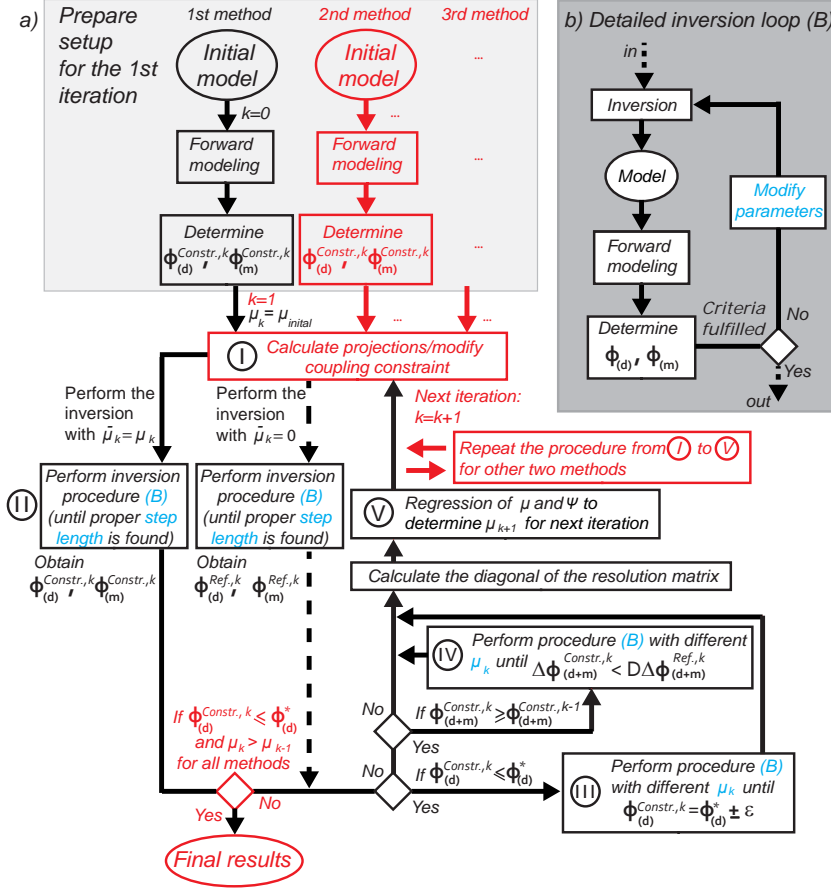 a)
Prepare
setup
for the 1st
iteration
1st method
2nd method
3rd method
Initial
model
Initial
model
...
k=0
...
Forward
modeling
Forward
modeling
...
Determine
ϕ(d)^Constr.,k, ϕ(m)^Constr.,k
Determine
ϕ(d)^Constr.,k, ϕ(m)^Constr.,k
...
k=1
μk = μinital
...
...
I
Calculate projections/modify
coupling constraint
Perform the
inversion
with μ̄k = μk
Perform the
inversion
with μ̄k = 0
Next iteration:
k=k+1
Repeat the procedure from I to V
for other two methods
II
Perform inversion
procedure (B)
(until proper step
length is found)
Perform inversion
procedure (B)
(until proper step
length is found)
V
Regression of μ and Ψ to
determine μk+1 for next iteration
Obtain
ϕ(d)^Constr.,k, ϕ(m)^Constr.,k
Obtain
ϕ(d)^Ref.,k, ϕ(m)^Ref.,k
Calculate the diagonal of the resolution matrix
IV
Perform procedure (B) with different
μk until Δϕ(d+m)^Constr.,k < DΔϕ(d+m)^Ref.,k
No
If ϕ(d+m)^Constr.,k ⩾ ϕ(d+m)^Constr.,k-1
Yes
If ϕ(d)^Constr.,k ⩽ ϕ(d)^*
and μk > μk-1
for all methods
No
If ϕ(d)^Constr.,k ⩽ ϕ(d)^*
Yes
III
Perform procedure (B)
with different μk until
ϕ(d)^Constr.,k = ϕ(d)^* ± ε
Yes
No
Final results
b) Detailed inversion loop (B)
in
Inversion
Model
Modify
parameters
Forward
modeling
Determine
ϕ(d), ϕ(m)
Criteria
fulfilled
No
Yes
out